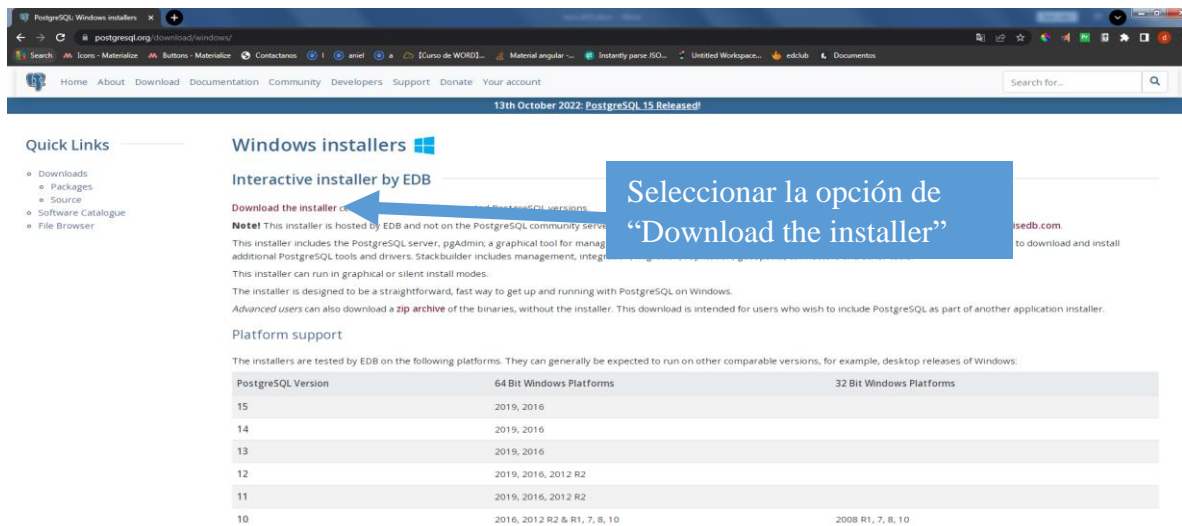 PostgreSQL: Windows installers
postgresql.org/download/windows/
Search Icons - Materialize Buttons - Materialize Contactanos I aniel a [Curso de WORD]... Material angular -... Instantly parse JSO... Untitled Workspace... edclub Documentos
Home About Download Documentation Community Developers Support Donate Your account Search for...
13th October 2022: PostgreSQL 15 Released!
Quick Links
Downloads
Packages
Source
Software Catalogue
File Browser
Windows installers
Interactive installer by EDB
Seleccionar la opción de
“Download the installer”
Download the installer PostgreSQL versions.
Note! This installer is hosted by EDB and not on the PostgreSQL community
This installer includes the PostgreSQL server, pgAdmin; a graphical tool for to download and install
additional PostgreSQL tools and drivers. Stackbuilder includes management,
This installer can run in graphical or silent install modes.
The installer is designed to be a straightforward, fast way to get up and running with PostgreSQL on Windows.
Advanced users can also download a zip archive of the binaries, without the installer. This download is intended for users who wish to include PostgreSQL as part of another application installer.
Platform support
The installers are tested by EDB on the following platforms. They can generally be expected to run on other comparable versions, for example, desktop releases of Windows:
PostgreSQL Version 64 Bit Windows Platforms 32 Bit Windows Platforms
15 2019, 2016
14 2019, 2016
13 2019, 2016
12 2019, 2016, 2012 R2
11 2019, 2016, 2012 R2
10 2016, 2012 R2 & R1, 7, 8, 10 2008 R1, 7, 8, 10